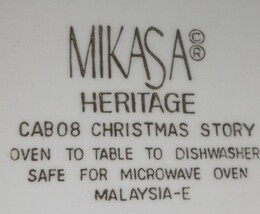 MIKASA © ®
HERITAGE
CAB08 CHRISTMAS STORY
OVEN TO TABLE TO DISHWASHER
SAFE FOR MICROWAVE OVEN
MALAYSIA-E